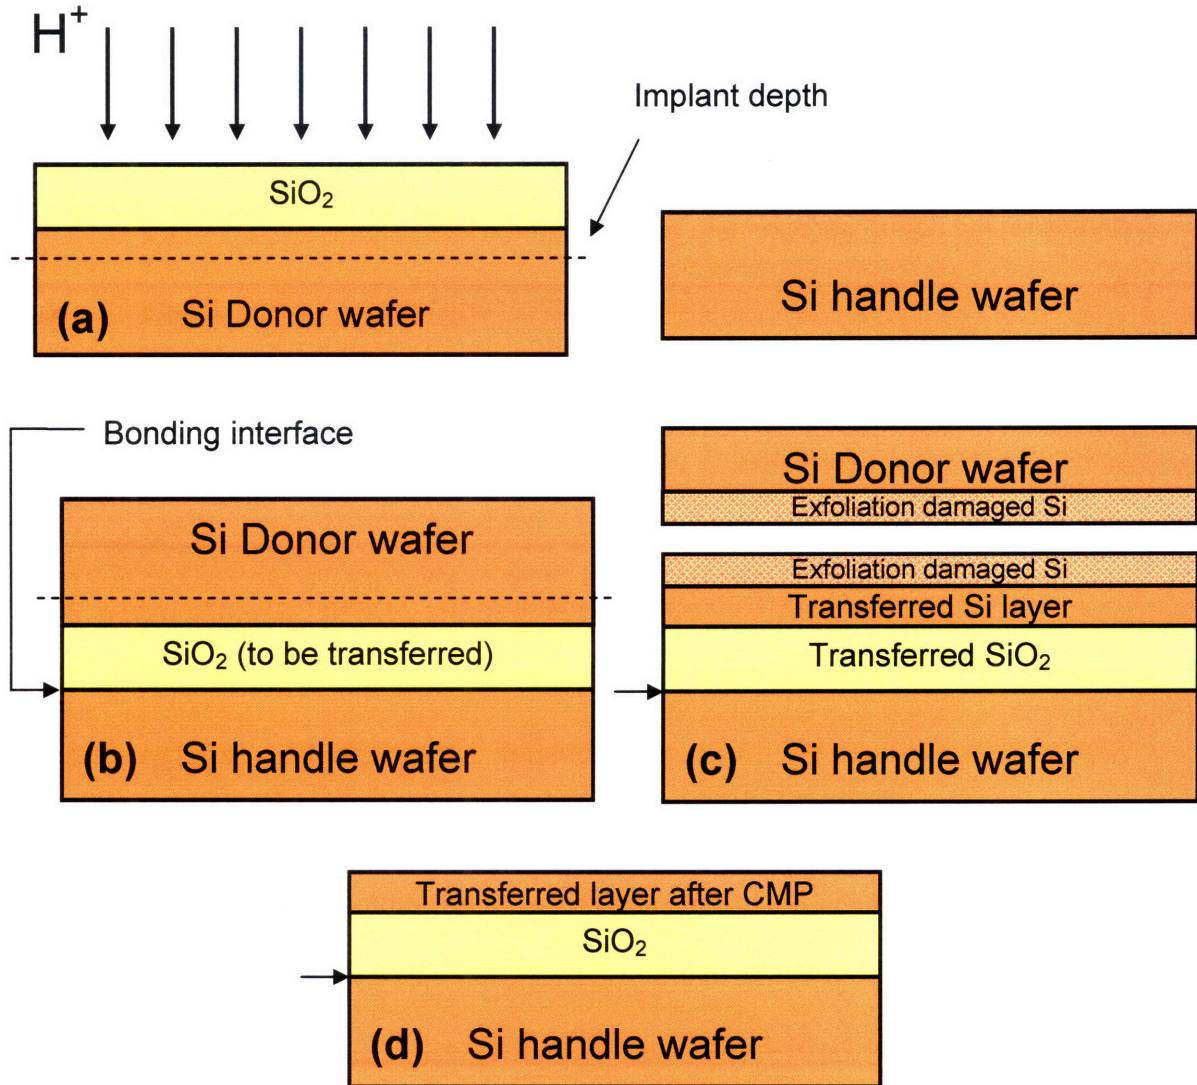 H⁺
Implant depth
SiO₂
(a) Si Donor wafer
Si handle wafer
Bonding interface
Si Donor wafer
SiO₂ (to be transferred)
(b) Si handle wafer
Si Donor wafer
Exfoliation damaged Si
Exfoliation damaged Si
Transferred Si layer
Transferred SiO₂
(c) Si handle wafer
Transferred layer after CMP
SiO₂
(d) Si handle wafer